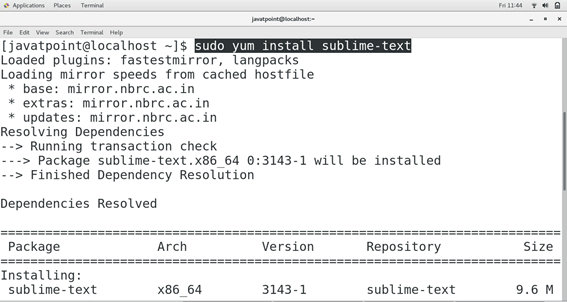 Applications Places Terminal Fri 11:44
javatpoint@localhost:~
File Edit View Search Terminal Help
[javatpoint@localhost ~]$ sudo yum install sublime-text
Loaded plugins: fastestmirror, langpacks
Loading mirror speeds from cached hostfile
 * base: mirror.nbrc.ac.in
 * extras: mirror.nbrc.ac.in
 * updates: mirror.nbrc.ac.in
Resolving Dependencies
--> Running transaction check
---> Package sublime-text.x86_64 0:3143-1 will be installed
--> Finished Dependency Resolution

Dependencies Resolved

================================================================================
 Package Arch Version Repository Size
================================================================================
Installing:
 sublime-text x86_64 3143-1 sublime-text 9.6 M